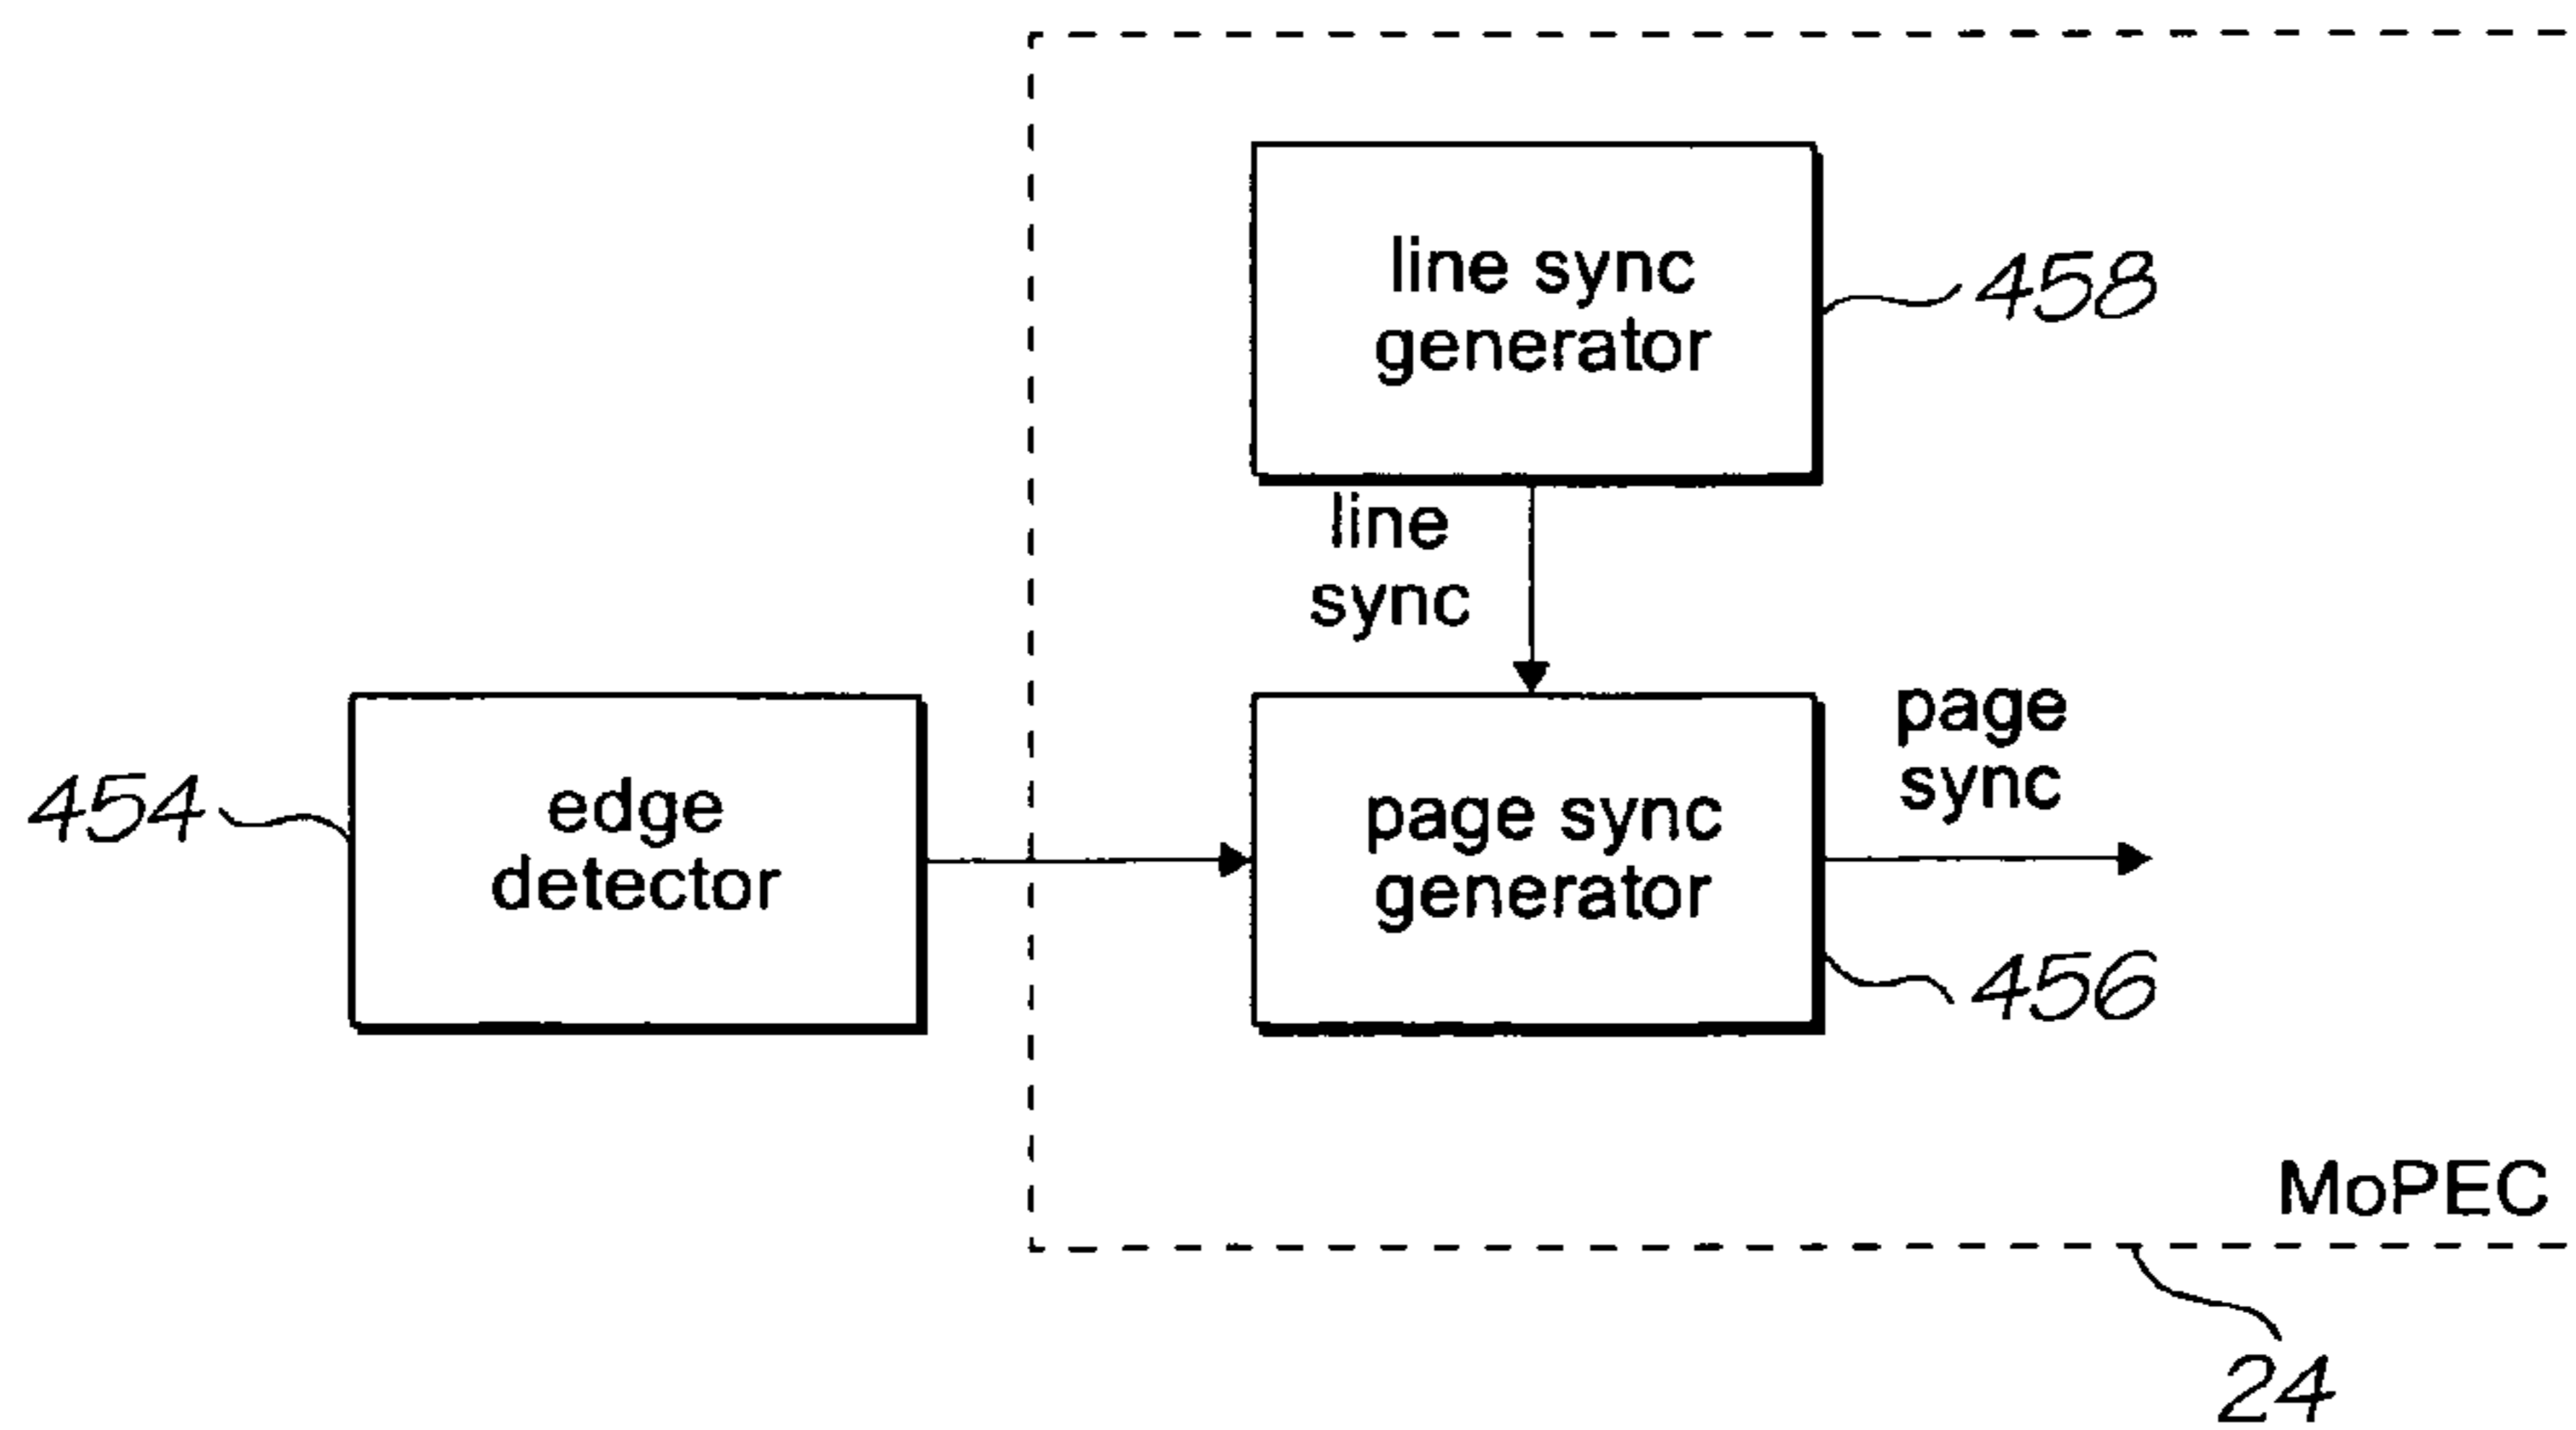 line sync
generator
458
line
sync
page
sync
454
edge
detector
page sync
generator
456
MoPEC
24